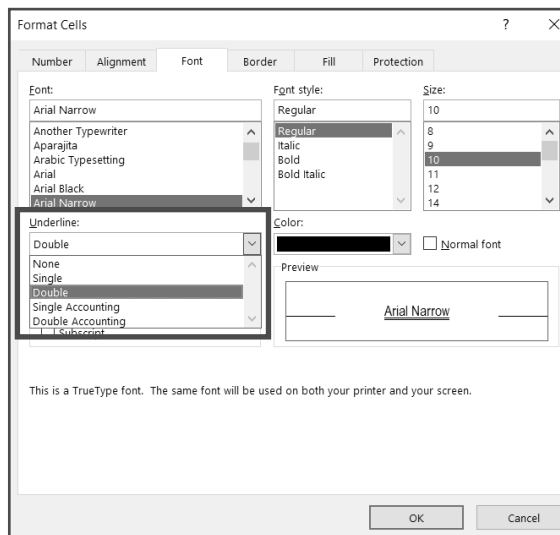 Format Cells ? X
Number Alignment Font Border Fill Protection
Font: Font style: Size:
Arial Narrow Regular 10
Another Typewriter Regular 8
Aparajita Italic 9
Arabic Typesetting Bold 10
Arial Bold Italic 11
Arial Black 12
Arial Narrow 14
Underline: Color:
Double Normal font
None Preview
Single
Double
Single Accounting Arial Narrow
Double Accounting
Subscript
This is a TrueType font. The same font will be used on both your printer and your screen.
OK Cancel